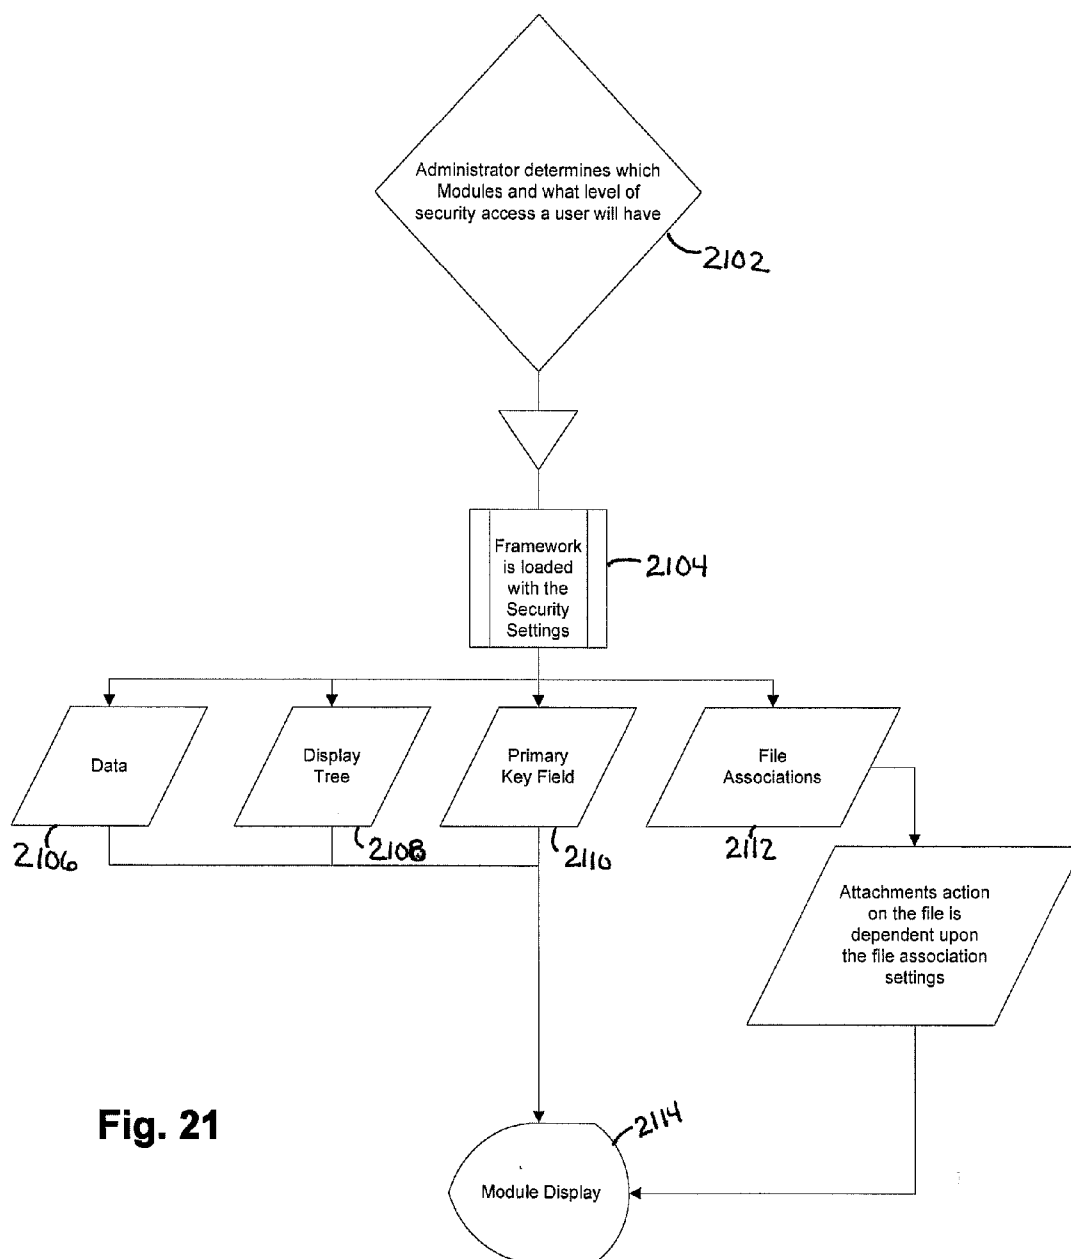 Administrator determines which
Modules and what level of
security access a user will have
2102
Framework
is loaded
with the
Security
Settings
2104
Data
Display
Tree
Primary
Key Field
File
Associations
2106
2108
2110
2112
Attachments action
on the file is
dependent upon
the file association
settings
Fig. 21
2114
Module Display